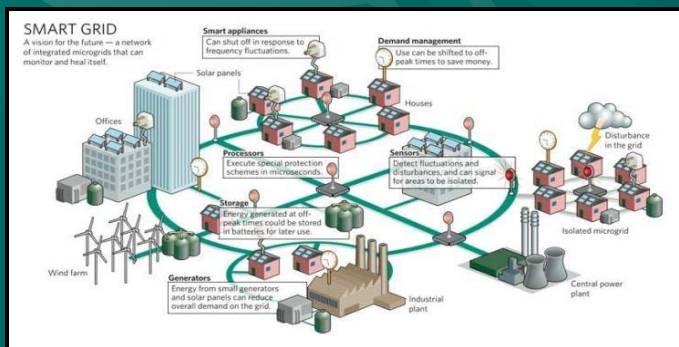 SMART GRID
A vision for the future — a network
of integrated microgrids that can
monitor and heal itself.
Smart appliances
Can shut off in response to
frequency fluctuations.
Demand management
Use can be shifted to off-
peak times to save money.
Solar panels
Houses
Offices
Processors
Execute special protection
schemes in microseconds.
Sensors
Detect fluctuations and
disturbances, and can signal
for areas to be isolated.
Disturbance
in the grid
Storage
Energy generated at off-
peak times could be stored
in batteries for later use.
Isolated microgrid
Wind farm
Generators
Energy from small generators
and solar panels can reduce
overall demand on the grid.
Industrial
plant
Central power
plant